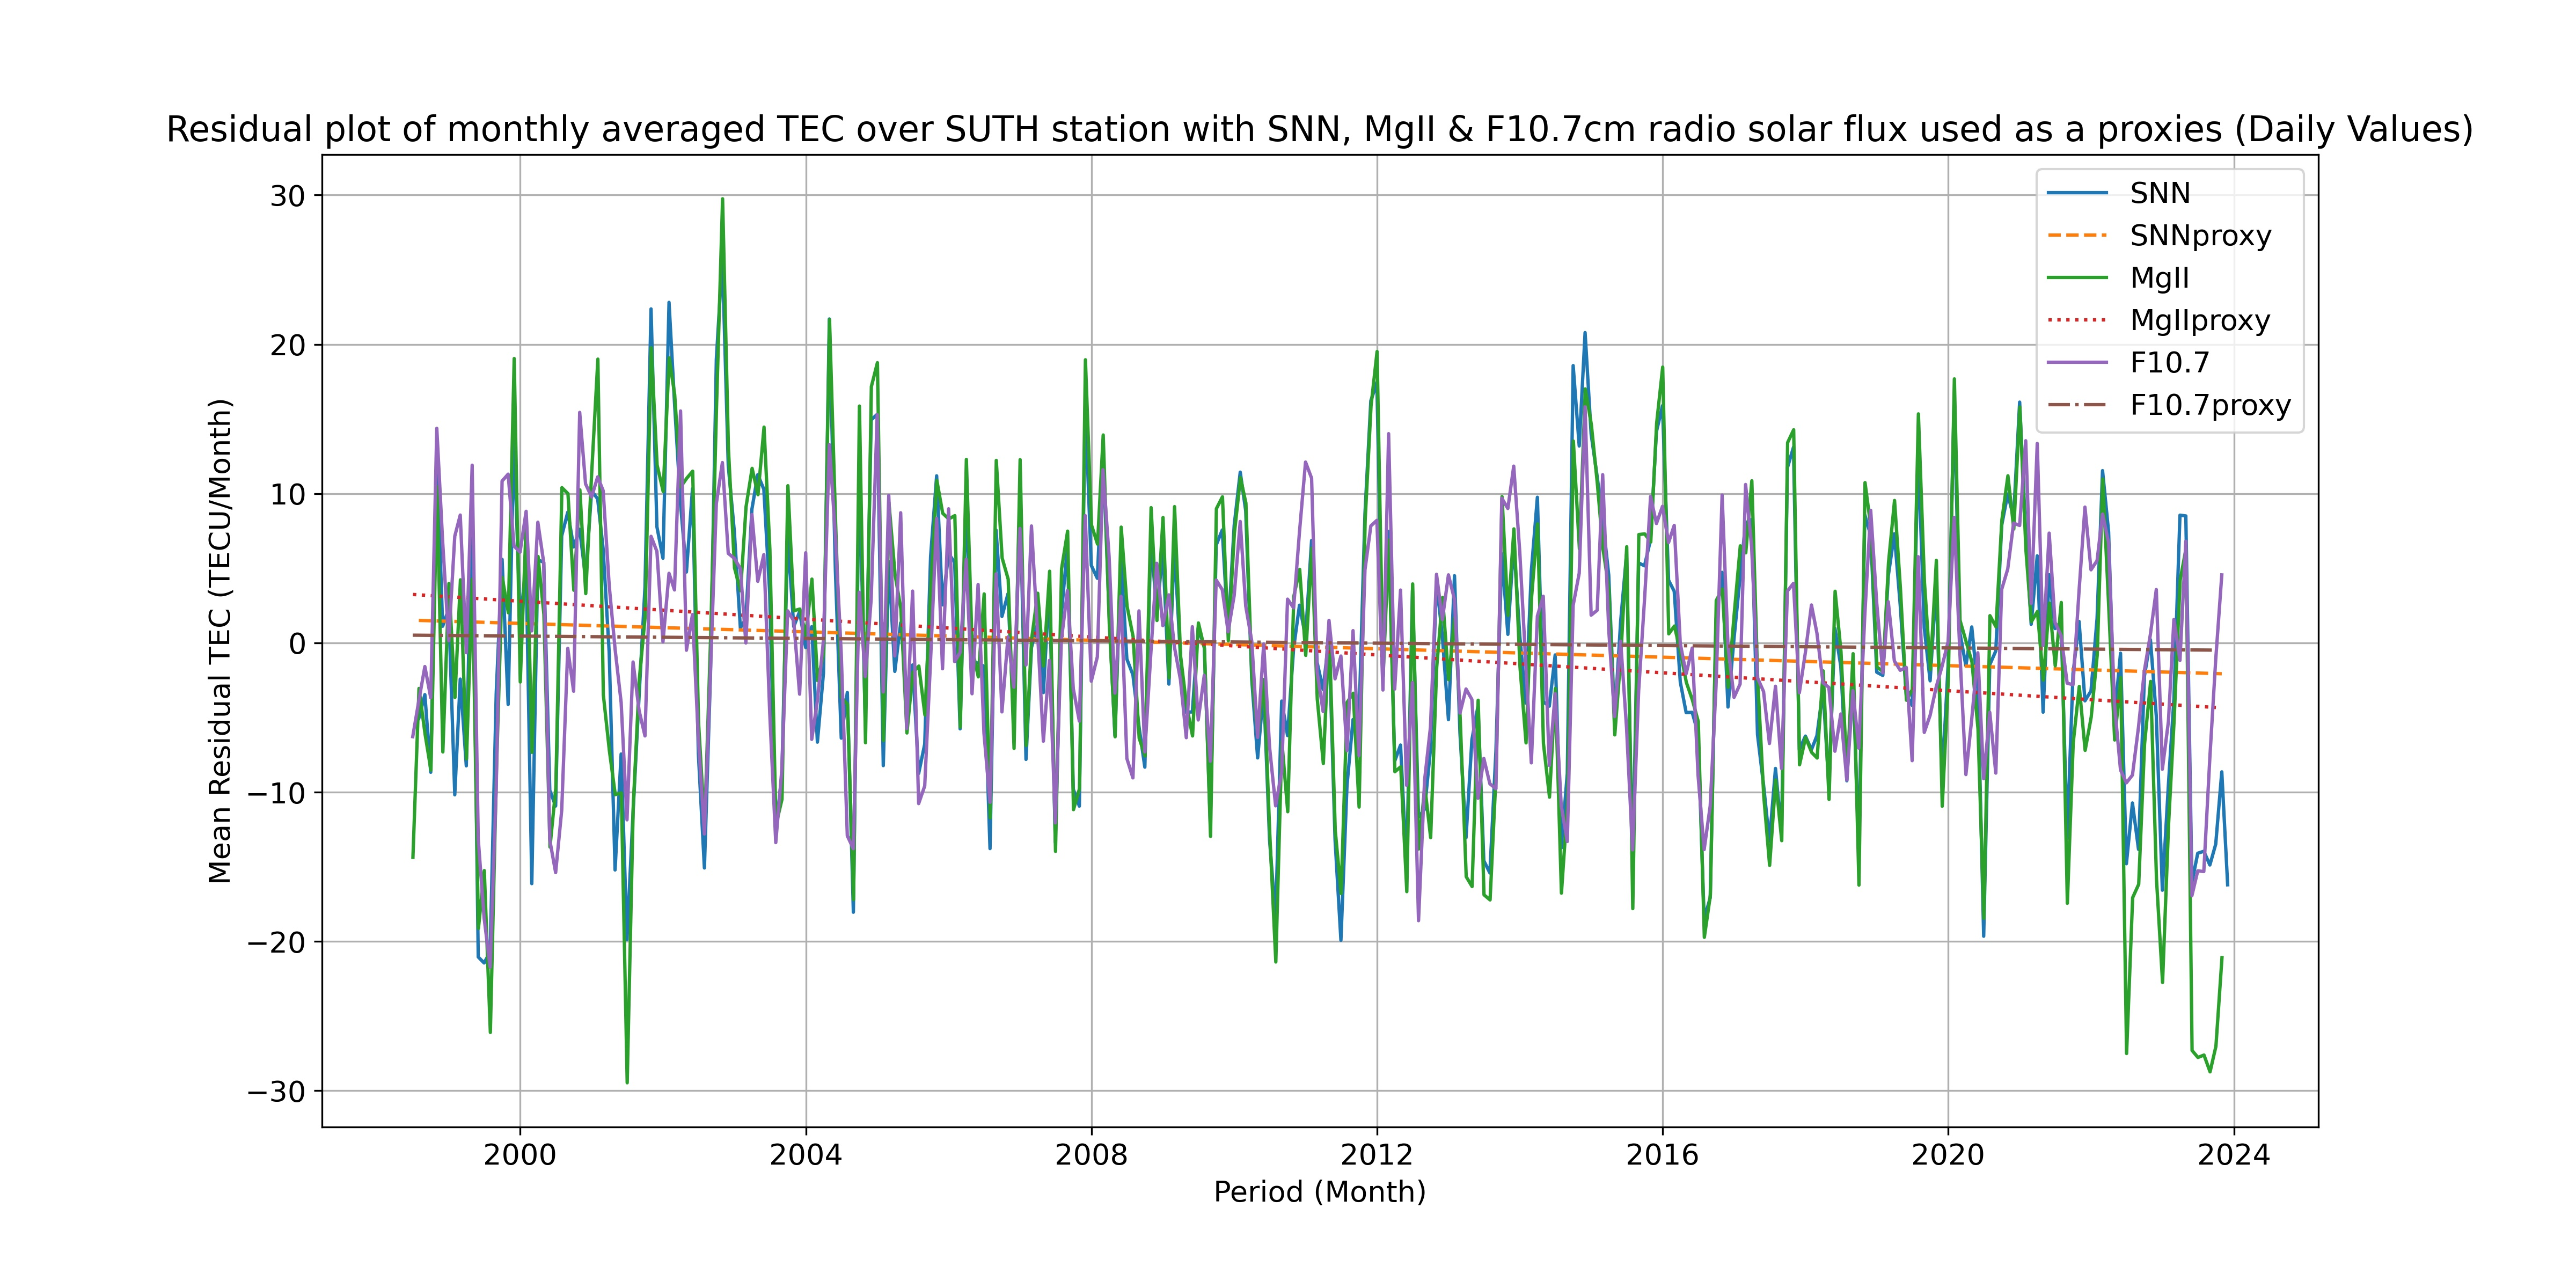 Residual plot of monthly averaged TEC over SUTH station with SNN, MgII & F10.7cm radio solar flux used as a proxies (Daily Values)
SNN
SNNproxy
MgII
MgIIproxy
F10.7
F10.7proxy
Mean Residual TEC (TECU/Month)
30
20
10
0
−10
−20
−30
2000 2004 2008 2012 2016 2020 2024
Period (Month)